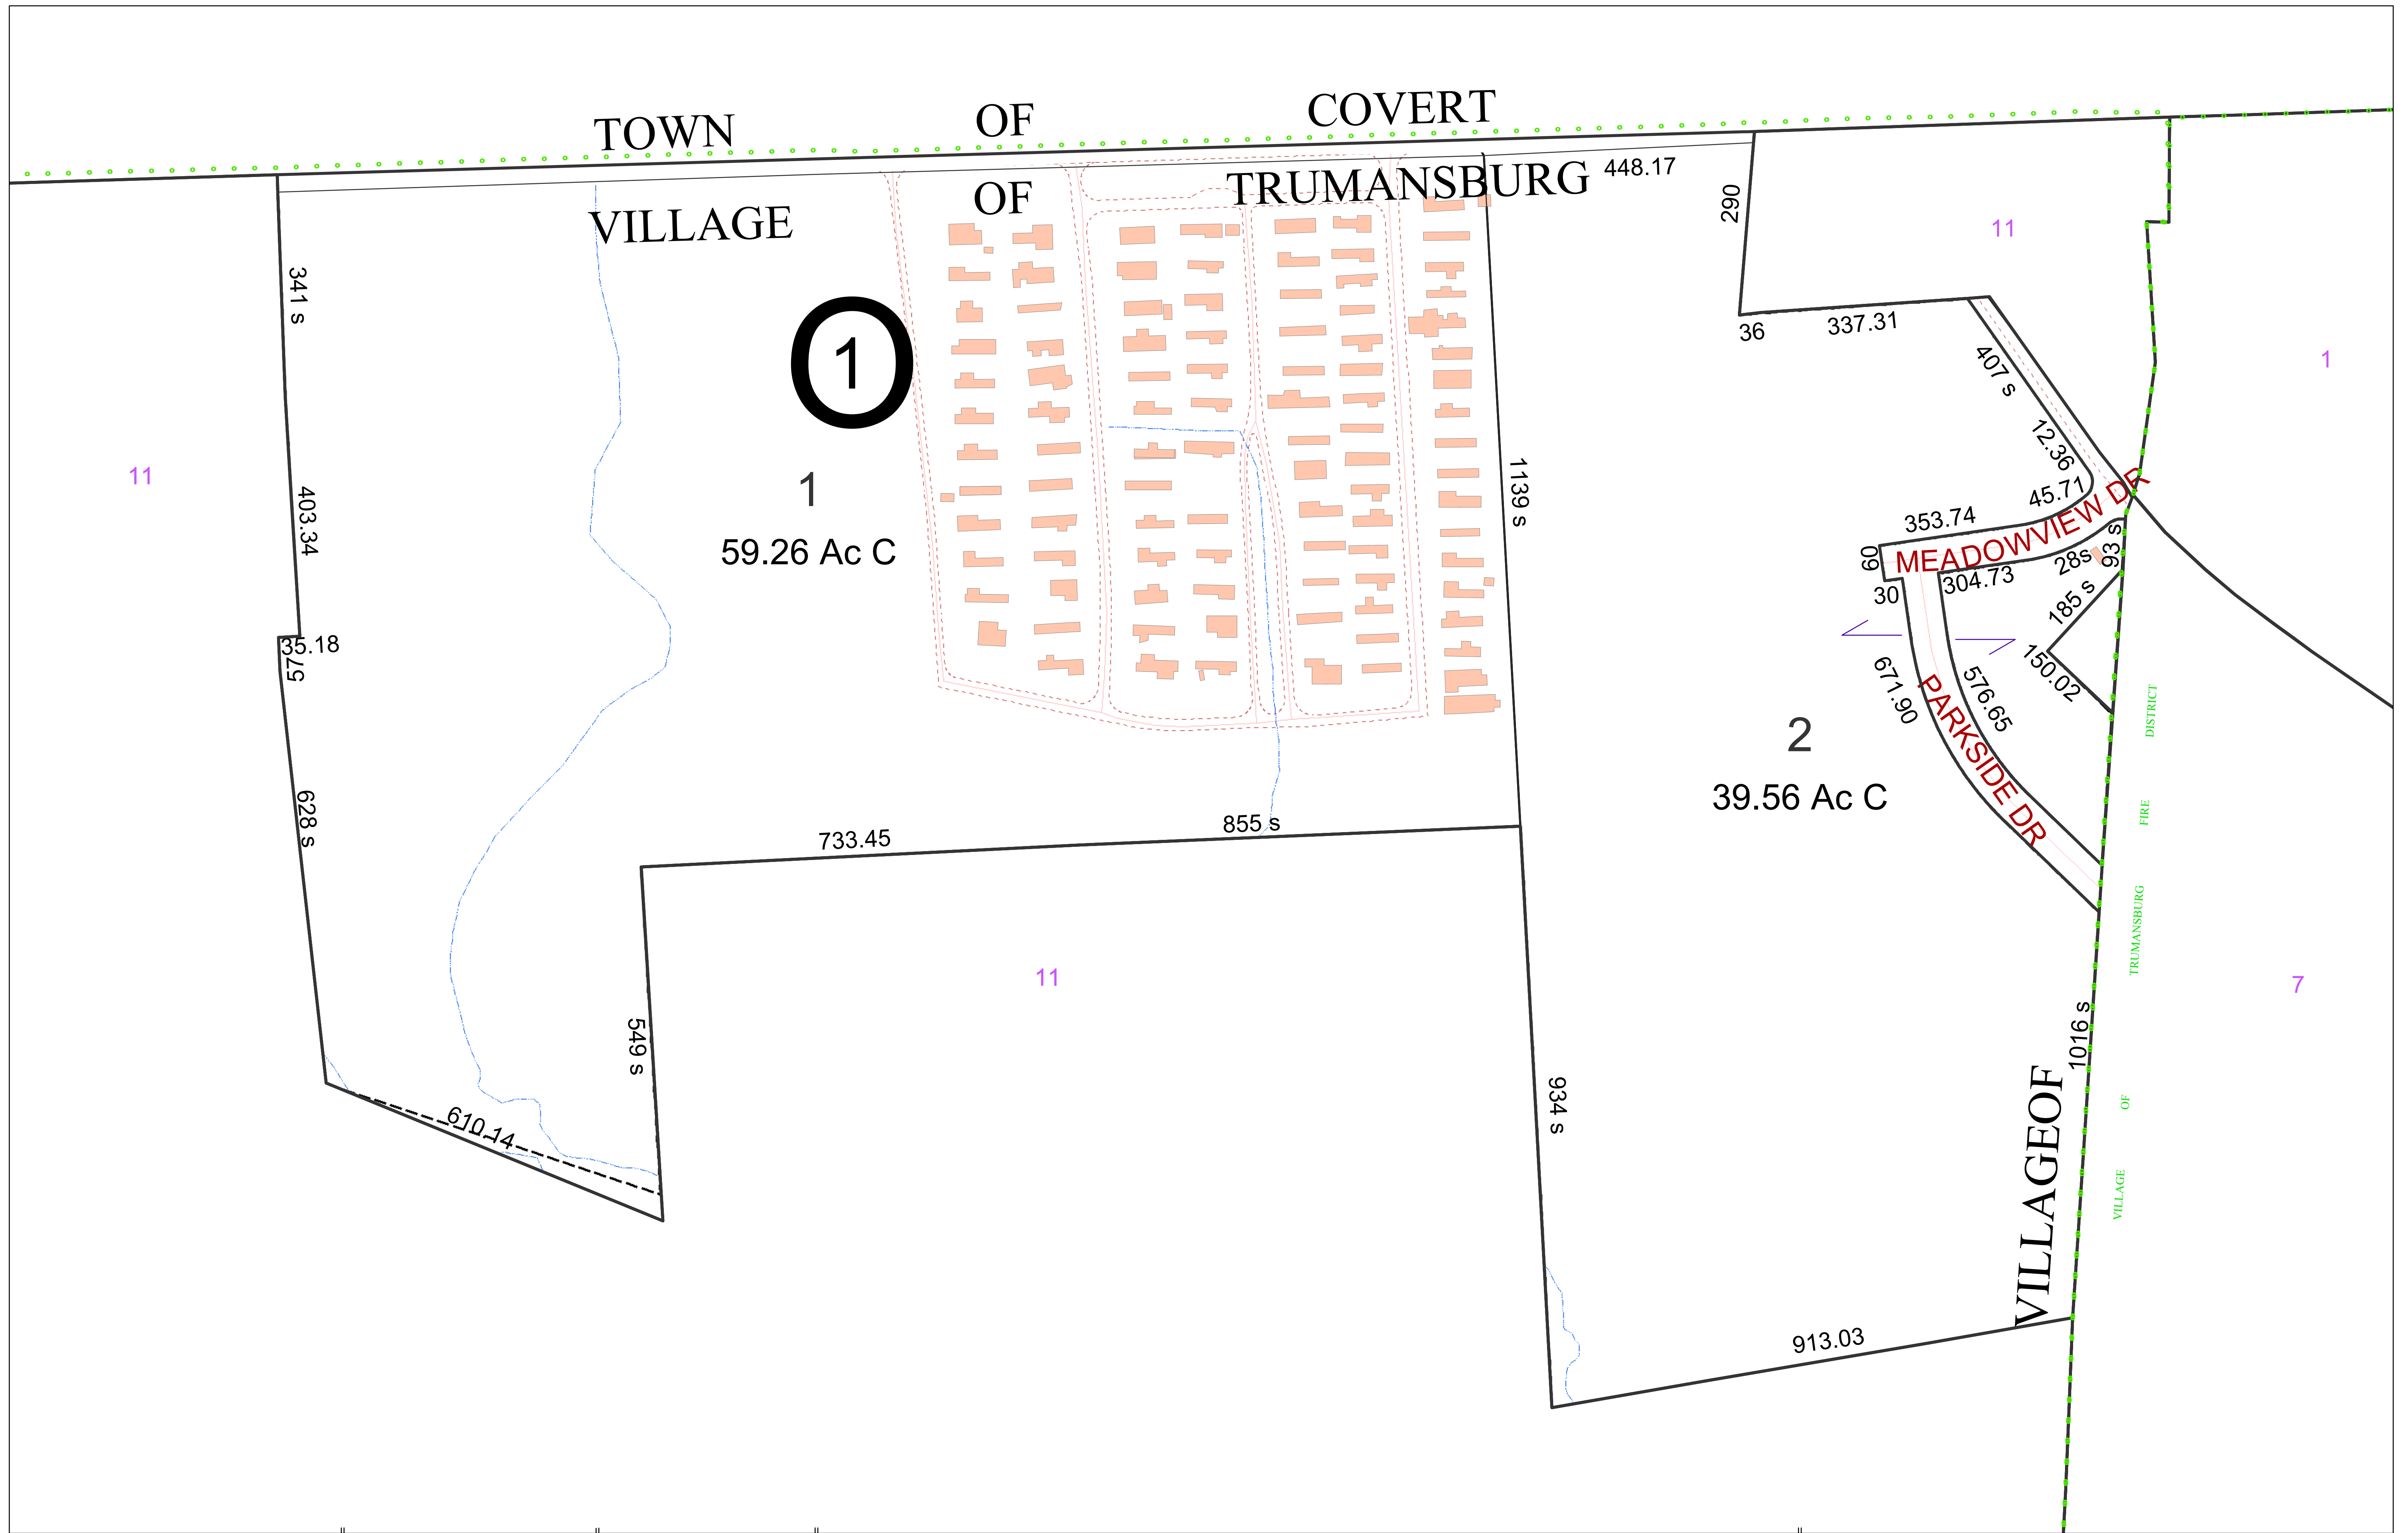 TOWN OF COVERT
VILLAGE OF TRUMANSBURG
448.17
290
11
341 s
1
36
337.31
1
407 s
12.36
45.71
MEADOWVIEW DR
11
1
59.26 Ac C
403.34
1139 s
353.74
60
30
304.73
28s
93 s
185 s
150.02
35.18
57s
671.90
576.65
PARKSIDE DR
2
39.56 Ac C
628 s
733.45
855 s
11
7
549 s
610.14
934 s
1016 s
913.03
VILLAGEOF
VILLAGE OF TRUMANSBURG FIRE DISTRICT